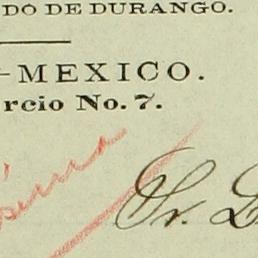 DO DE DURANGO.
—MEXICO.
rcio No. 7.
Sr. D